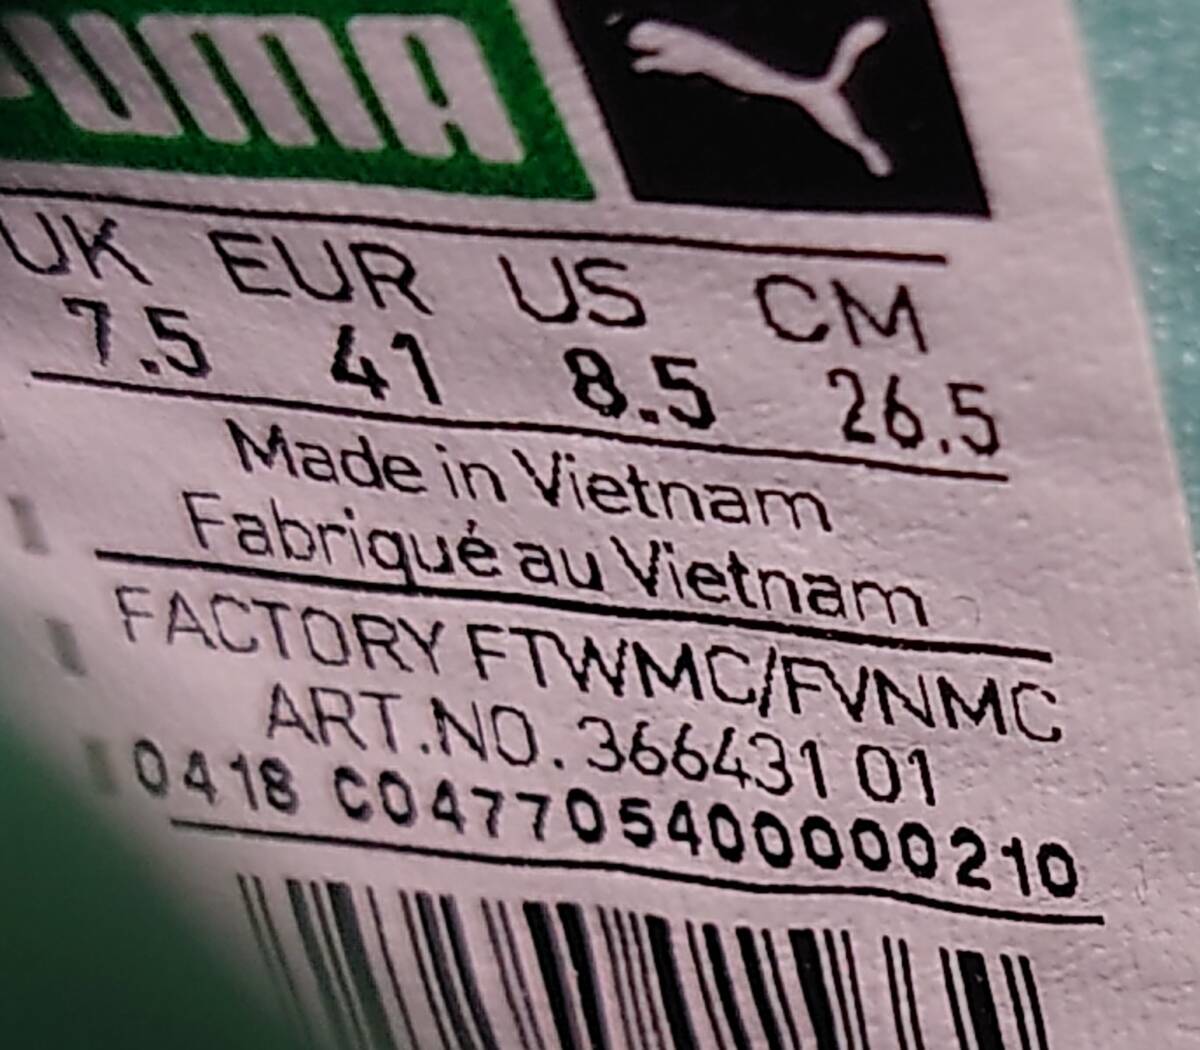 PUMA
UK EUR US CM
7.5 41 8.5 26.5
Made in Vietnam
Fabriqué au Vietnam
FACTORY FTWMC/FVNMC
ART.NO. 366431 01
0418 C047705400000210